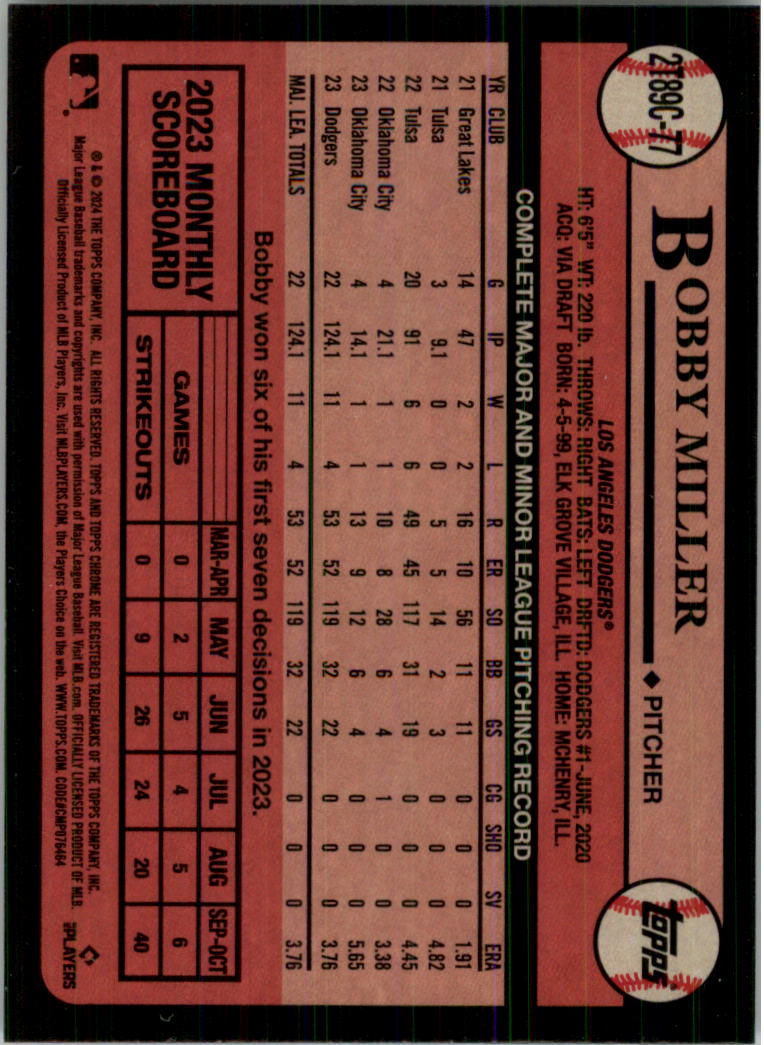 2T89C-77
BOBBY MILLER ♦ PITCHER
topps®
LOS ANGELES DODGERS®
HT: 6'5" WT: 220 lb. THROWS: RIGHT BATS: LEFT DRFTD: DODGERS #1-JUNE, 2020
ACQ: VIA DRAFT BORN: 4-5-99, ELK GROVE VILLAGE, ILL. HOME: MCHENRY, ILL.
COMPLETE MAJOR AND MINOR LEAGUE PITCHING RECORD
YR CLUB G IP W L R ER SO BB GS CG SHO SV ERA
21 Great Lakes 14 47 2 2 16 10 56 11 11 0 0 0 1.91
21 Tulsa 3 9.1 0 0 5 5 14 2 3 0 0 0 4.82
22 Tulsa 20 91 6 6 49 45 117 31 19 0 0 0 4.45
22 Oklahoma City 4 21.1 1 1 10 8 28 6 4 1 0 0 3.38
23 Oklahoma City 4 14.1 1 1 13 9 12 6 4 0 0 0 5.65
23 Dodgers 22 124.1 11 4 53 52 119 32 22 0 0 0 3.76
MAJ. LEA. TOTALS 22 124.1 11 4 53 52 119 32 22 0 0 0 3.76
Bobby won six of his first seven decisions in 2023.
2023 MONTHLY
SCOREBOARD
MAR-APR MAY JUN JUL AUG SEP-OCT
GAMES 0 2 5 4 5 6
STRIKEOUTS 0 9 26 24 20 40
® & © 2024 THE TOPPS COMPANY, INC. ALL RIGHTS RESERVED. TOPPS AND TOPPS CHROME ARE REGISTERED TRADEMARKS OF THE TOPPS COMPANY, INC.
Major League Baseball trademarks and copyrights are used with permission of Major League Baseball. Visit MLB.com. OFFICIALLY LICENSED PRODUCT OF MLB.
Officially Licensed Product of MLB Players, Inc. Visit MLBPLAYERS.COM, the Players Choice on the web. WWW.TOPPS.COM. CODE#CMP076464
MLB PLAYERS